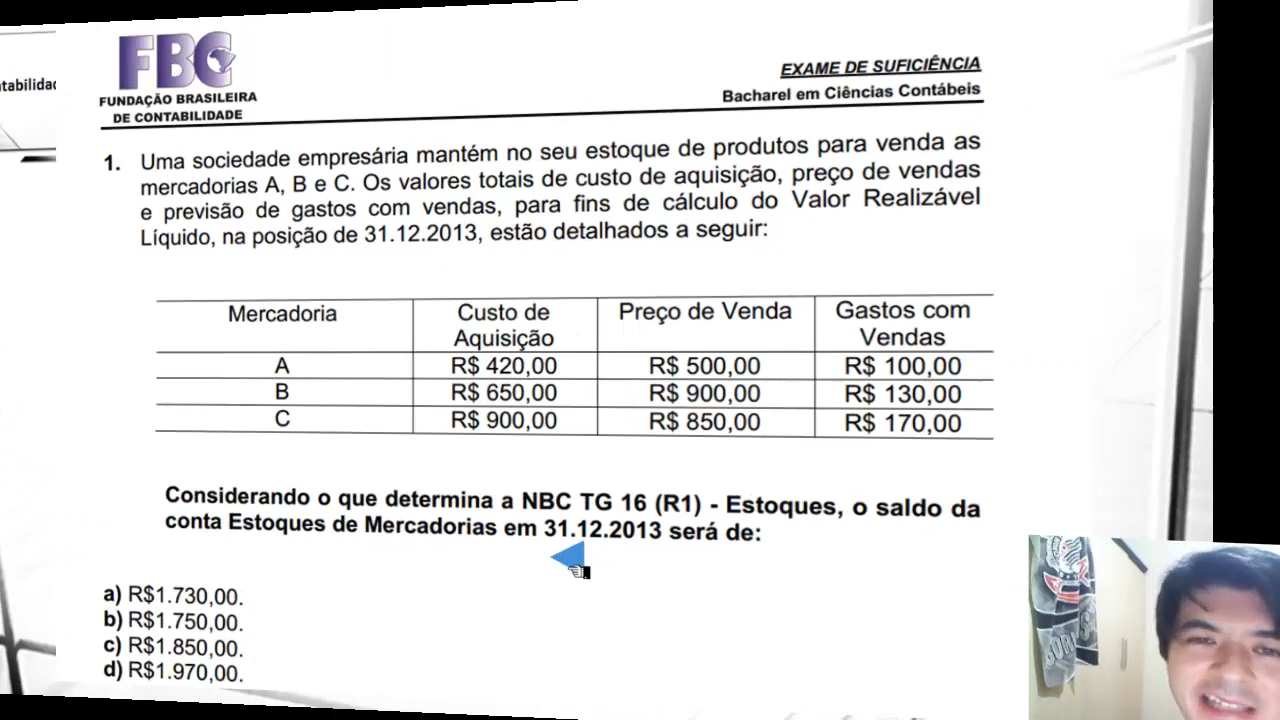 ntabilidad
FBC
FUNDAÇÃO BRASILEIRA
DE CONTABILIDADE
EXAME DE SUFICIÊNCIA
Bacharel em Ciências Contábeis
1. Uma sociedade empresária mantém no seu estoque de produtos para venda as
mercadorias A, B e C. Os valores totais de custo de aquisição, preço de vendas
e previsão de gastos com vendas, para fins de cálculo do Valor Realizável
Líquido, na posição de 31.12.2013, estão detalhados a seguir:
Mercadoria Custo de Aquisição Preço de Venda Gastos com Vendas
A R$ 420,00 R$ 500,00 R$ 100,00
B R$ 650,00 R$ 900,00 R$ 130,00
C R$ 900,00 R$ 850,00 R$ 170,00
Considerando o que determina a NBC TG 16 (R1) - Estoques, o saldo da
conta Estoques de Mercadorias em 31.12.2013 será de:
a) R$1.730,00.
b) R$1.750,00.
c) R$1.850,00.
d) R$1.970,00.